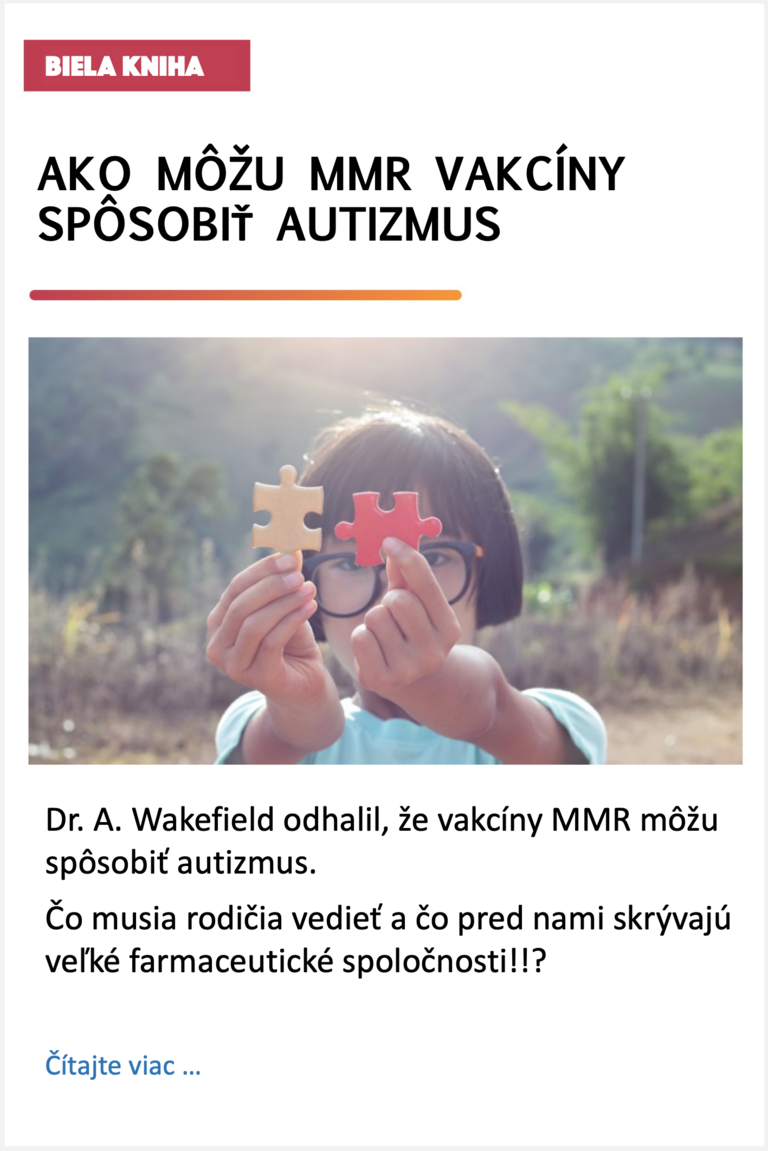 BIELA KNIHA
AKO MÔŽU MMR VAKCÍNY
SPÔSOBIŤ AUTIZMUS
Dr. A. Wakefield odhalil, že vakcíny MMR môžu
spôsobiť autizmus.
Čo musia rodičia vedieť a čo pred nami skrývajú
veľké farmaceutické spoločnosti!!?
Čítajte viac ...